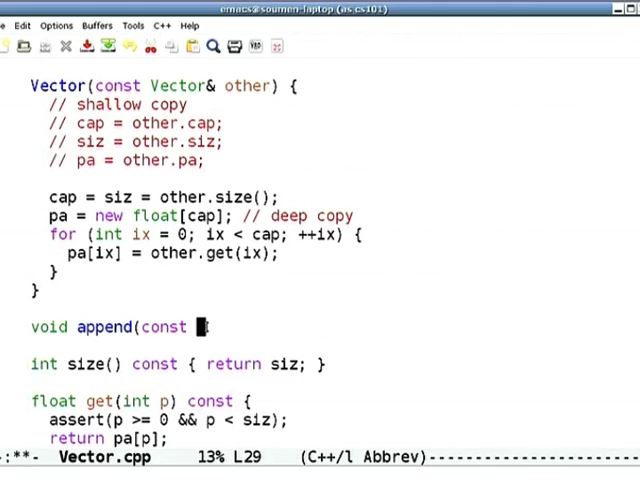 emacs@soumen-laptop (as cs101)
Edit Options Buffers Tools C++ Help
Vector(const Vector& other) {
// shallow copy
// cap = other.cap;
// siz = other.siz;
// pa = other.pa;
cap = siz = other.size();
pa = new float[cap]; // deep copy
for (int ix = 0; ix < cap; ++ix) {
pa[ix] = other.get(ix);
}
}
void append(const
int size() const { return siz; }
float get(int p) const {
assert(p >= 0 && p < siz);
return pa[p];
-:**- Vector.cpp 13% L29 (C++/l Abbrev)--------------------